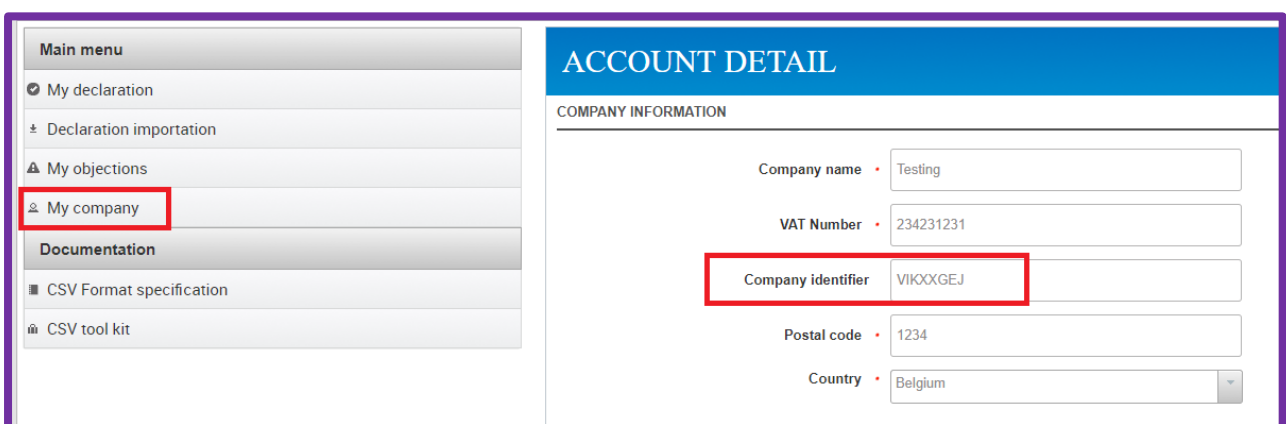 Main menu
My declaration
Declaration importation
My objections
My company
Documentation
CSV Format specification
CSV tool kit
ACCOUNT DETAIL
COMPANY INFORMATION
Company name • Testing
VAT Number • 234231231
Company identifier VIKXXGEJ
Postal code • 1234
Country • Belgium